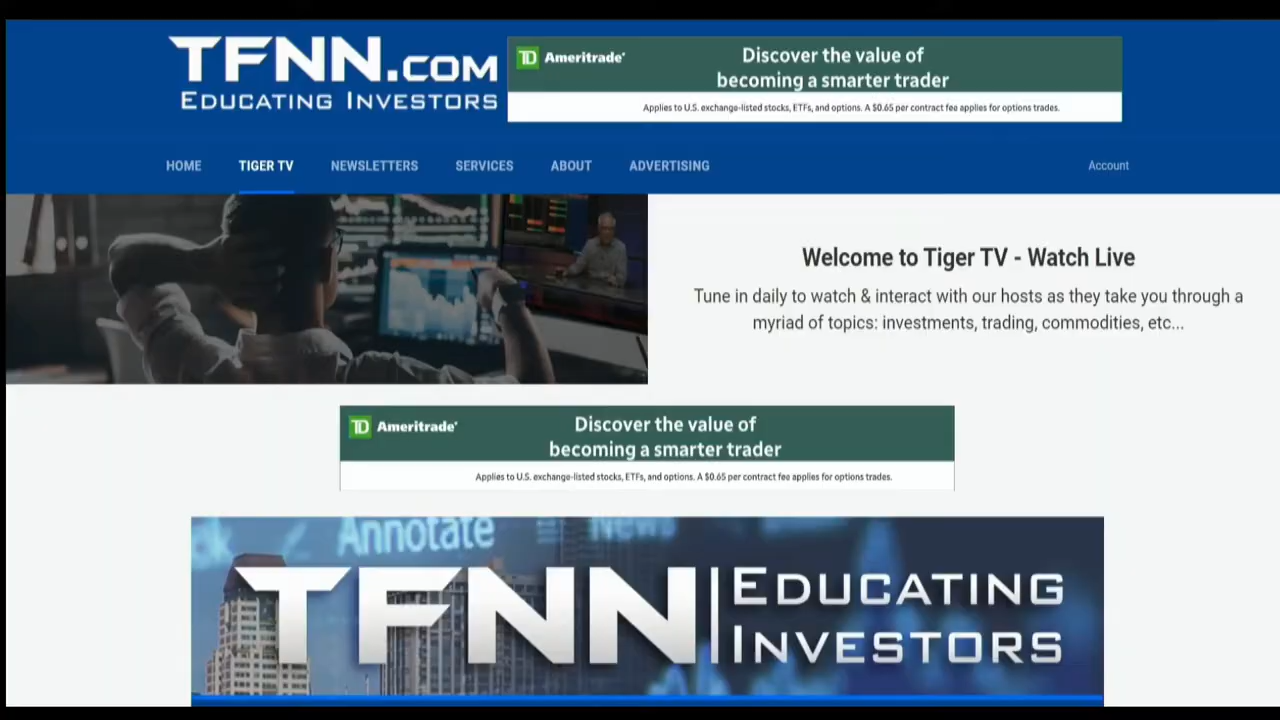 TFNN.COM
EDUCATING INVESTORS
TD Ameritrade
Discover the value of
becoming a smarter trader
Applies to U.S. exchange-listed stocks, ETFs, and options. A $0.65 per contract fee applies for options trades.
HOME TIGER TV NEWSLETTERS SERVICES ABOUT ADVERTISING Account
Welcome to Tiger TV - Watch Live
Tune in daily to watch & interact with our hosts as they take you through a
myriad of topics: investments, trading, commodities, etc...
TD Ameritrade
Discover the value of
becoming a smarter trader
Applies to U.S. exchange-listed stocks, ETFs, and options. A $0.65 per contract fee applies for options trades.
Annotate News
TFNN EDUCATING
INVESTORS